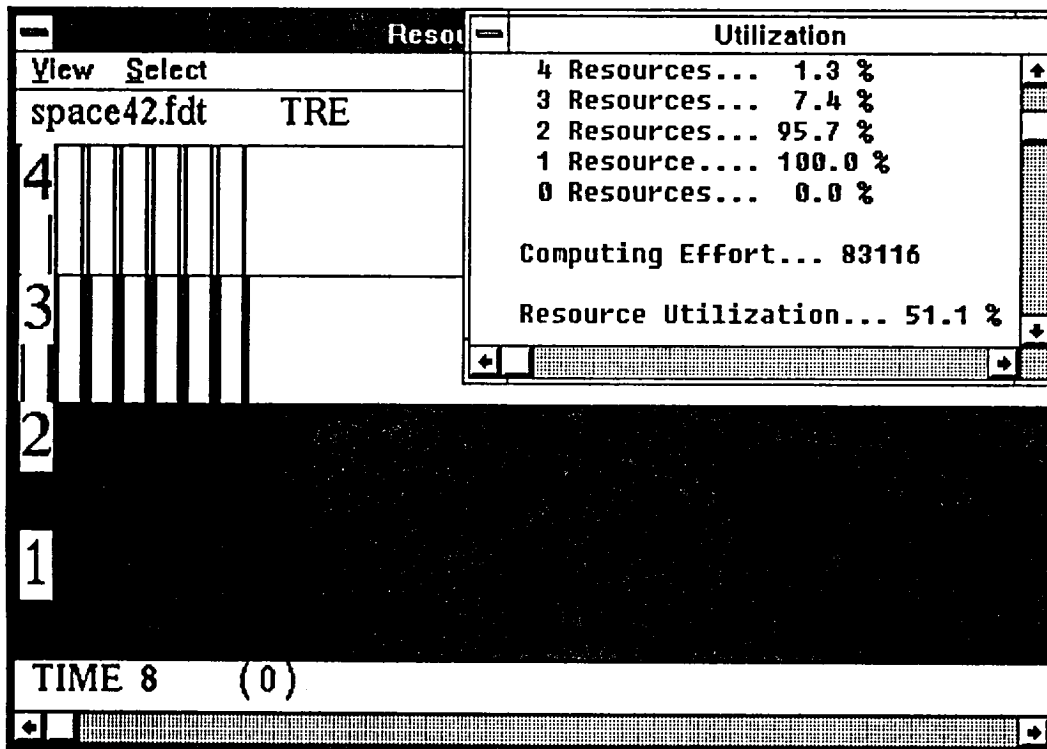 Resou
View Select
space42.fdt TRE
4
3
2
1
TIME 8 (0)
Utilization
4 Resources... 1.3 %
3 Resources... 7.4 %
2 Resources... 95.7 %
1 Resource.... 100.0 %
0 Resources... 0.0 %
Computing Effort... 83116
Resource Utilization... 51.1 %